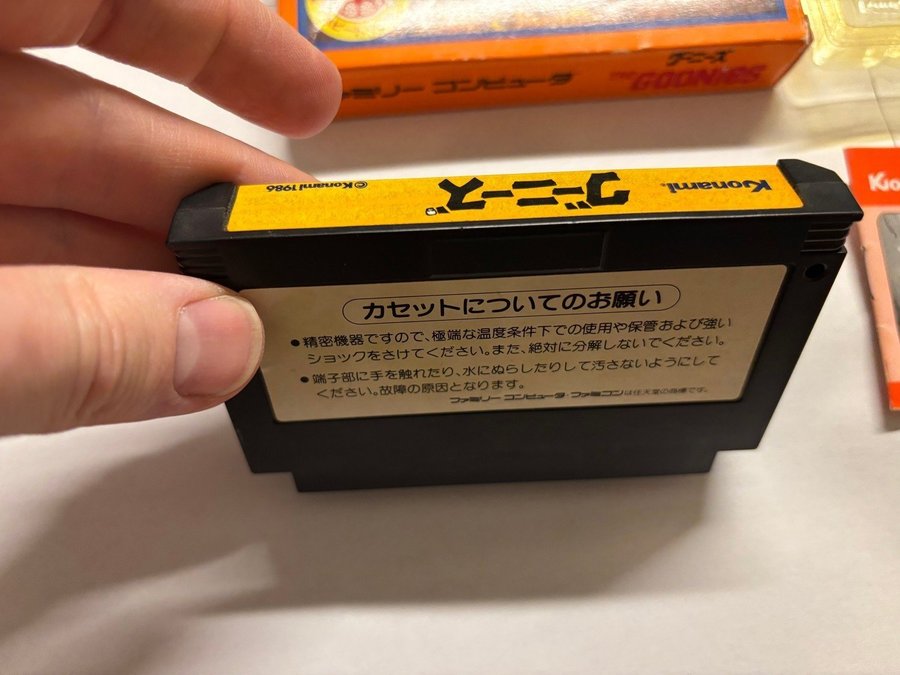 グーニーズ
GOONIES
ファミリー コンピュータ
Konami
グーニーズ
©Konami 1986
カセットについてのお願い
●精密機器ですので、極端な温度条件下での使用や保管および強い
ショックをさけてください。また、絶対に分解しないでください。
●端子部に手を触れたり、水にぬらしたりして汚さないようにして
ください。故障の原因となります。
ファミリー コンピュータ・ファミコンは任天堂の商標です。